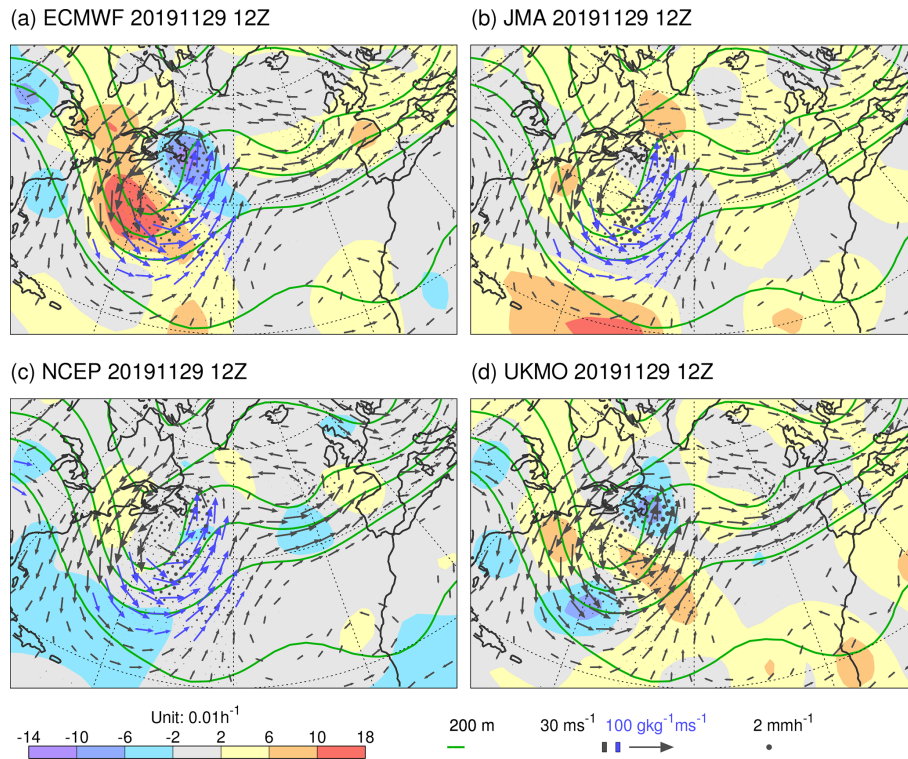 (a) ECMWF 20191129 12Z
(b) JMA 20191129 12Z
(c) NCEP 20191129 12Z
(d) UKMO 20191129 12Z
Unit: 0.01h⁻¹
-14 -10 -6 -2 2 6 10 18
200 m
30 ms⁻¹ 100 gkg⁻¹ms⁻¹
2 mmh⁻¹